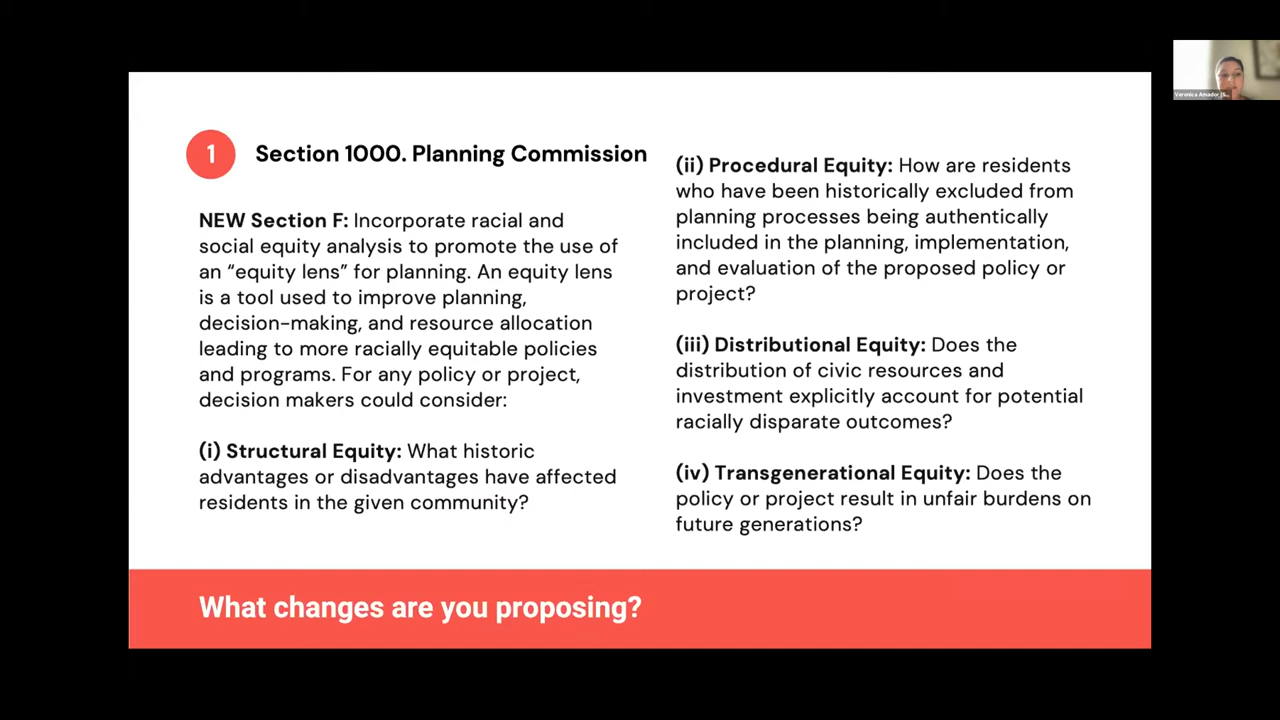 1 Section 1000. Planning Commission
NEW Section F: Incorporate racial and
social equity analysis to promote the use of
an “equity lens” for planning. An equity lens
is a tool used to improve planning,
decision-making, and resource allocation
leading to more racially equitable policies
and programs. For any policy or project,
decision makers could consider:
(i) Structural Equity: What historic
advantages or disadvantages have affected
residents in the given community?
(ii) Procedural Equity: How are residents
who have been historically excluded from
planning processes being authentically
included in the planning, implementation,
and evaluation of the proposed policy or
project?
(iii) Distributional Equity: Does the
distribution of civic resources and
investment explicitly account for potential
racially disparate outcomes?
(iv) Transgenerational Equity: Does the
policy or project result in unfair burdens on
future generations?
What changes are you proposing?
Veronica Amador